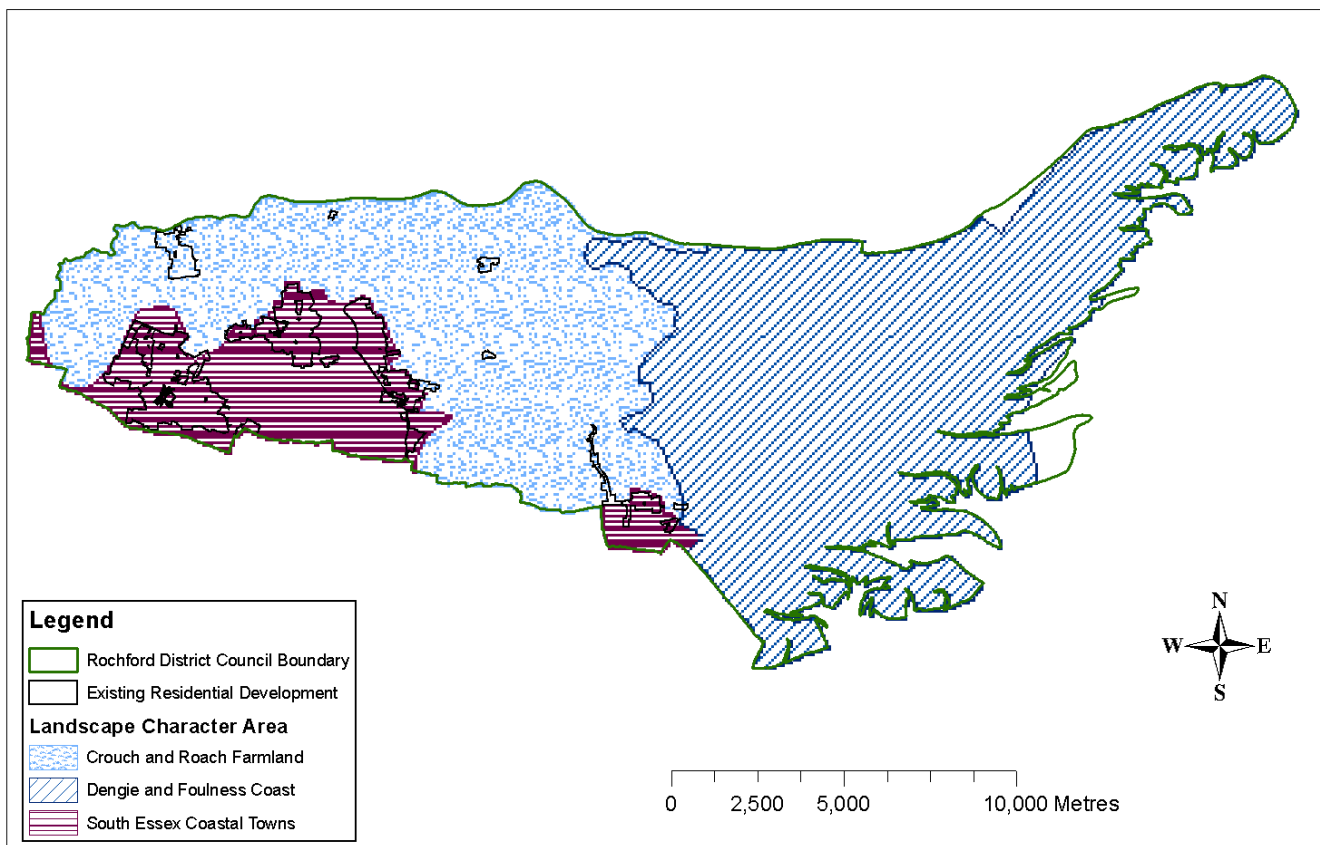 N
W E
S
Legend
Rochford District Council Boundary
Existing Residential Development
Landscape Character Area
Crouch and Roach Farmland
Dengie and Foulness Coast
South Essex Coastal Towns
0 2,500 5,000 10,000 Metres